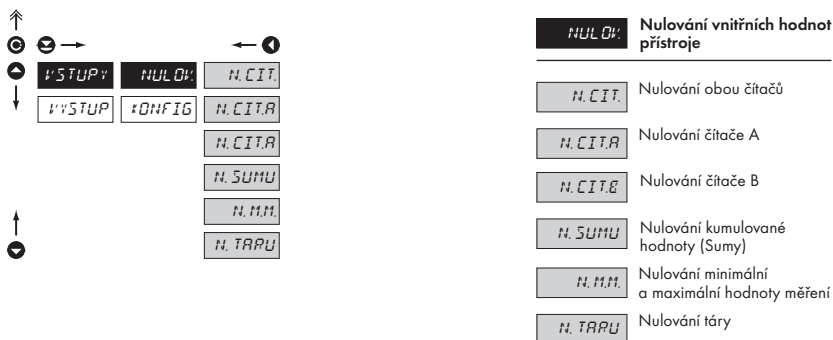 VSTUPY NULOV. N. CIT.
VYSTUP KONFIG N. CIT.A
N. CIT.A
N. SUMU
N. M.M.
N. TARU
NULOV. Nulování vnitřních hodnot
přístroje
N. CIT. Nulování obou čítačů
N. CIT.A Nulování čítače A
N. CIT.B Nulování čítače B
N. SUMU Nulování kumulované
hodnoty (Sumy)
N. M.M. Nulování minimální
a maximální hodnoty měření
N. TARU Nulování táry